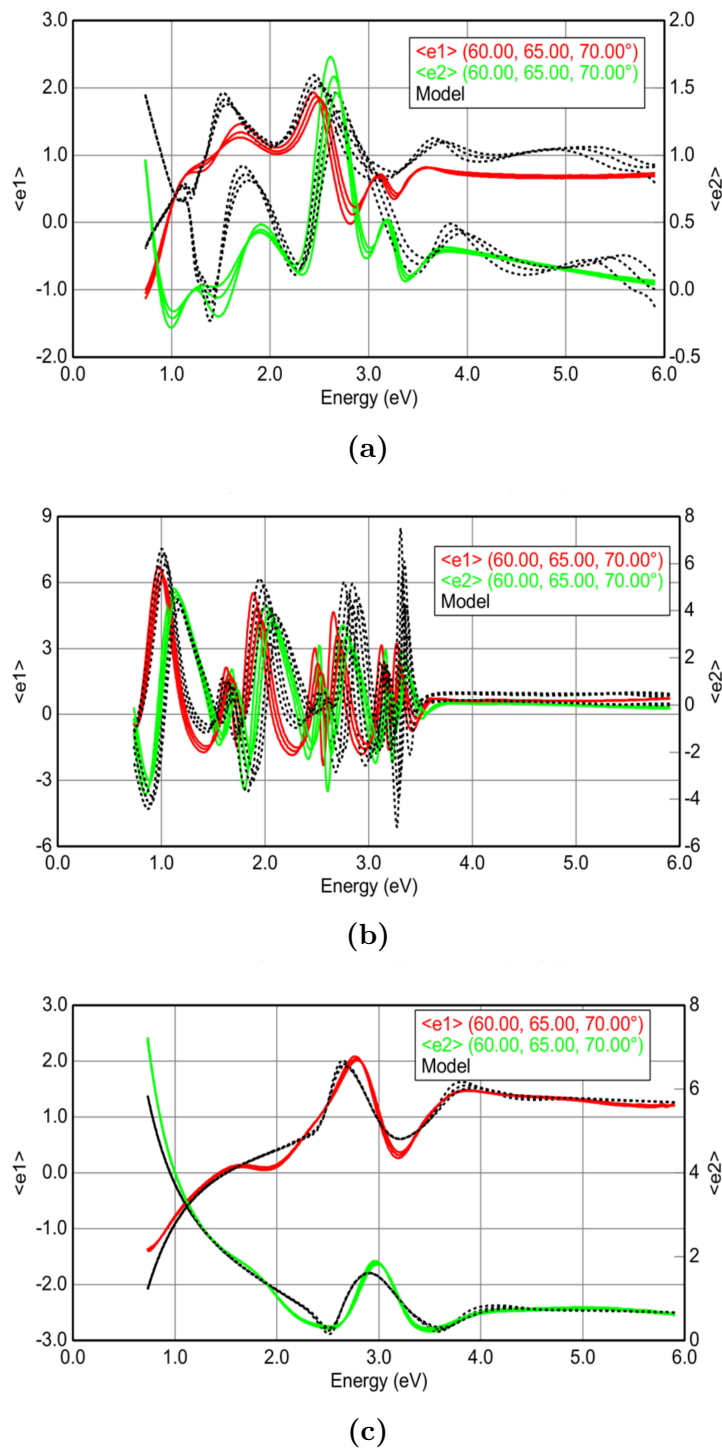 3.0
2.0
1.0
0.0
-1.0
-2.0
<e1>
<e1> (60.00, 65.00, 70.00°)
<e2> (60.00, 65.00, 70.00°)
Model
2.0
1.5
1.0
0.5
0.0
-0.5
<e2>
0.0 1.0 2.0 3.0 4.0 5.0 6.0
Energy (eV)
(a)
9
6
3
0
-3
-6
<e1>
<e1> (60.00, 65.00, 70.00°)
<e2> (60.00, 65.00, 70.00°)
Model
8
6
4
2
0
-2
-4
-6
<e2>
0.0 1.0 2.0 3.0 4.0 5.0 6.0
Energy (eV)
(b)
3.0
2.0
1.0
0.0
-1.0
-2.0
-3.0
<e1>
<e1> (60.00, 65.00, 70.00°)
<e2> (60.00, 65.00, 70.00°)
Model
8
6
4
2
0
<e2>
0.0 1.0 2.0 3.0 4.0 5.0 6.0
Energy (eV)
(c)